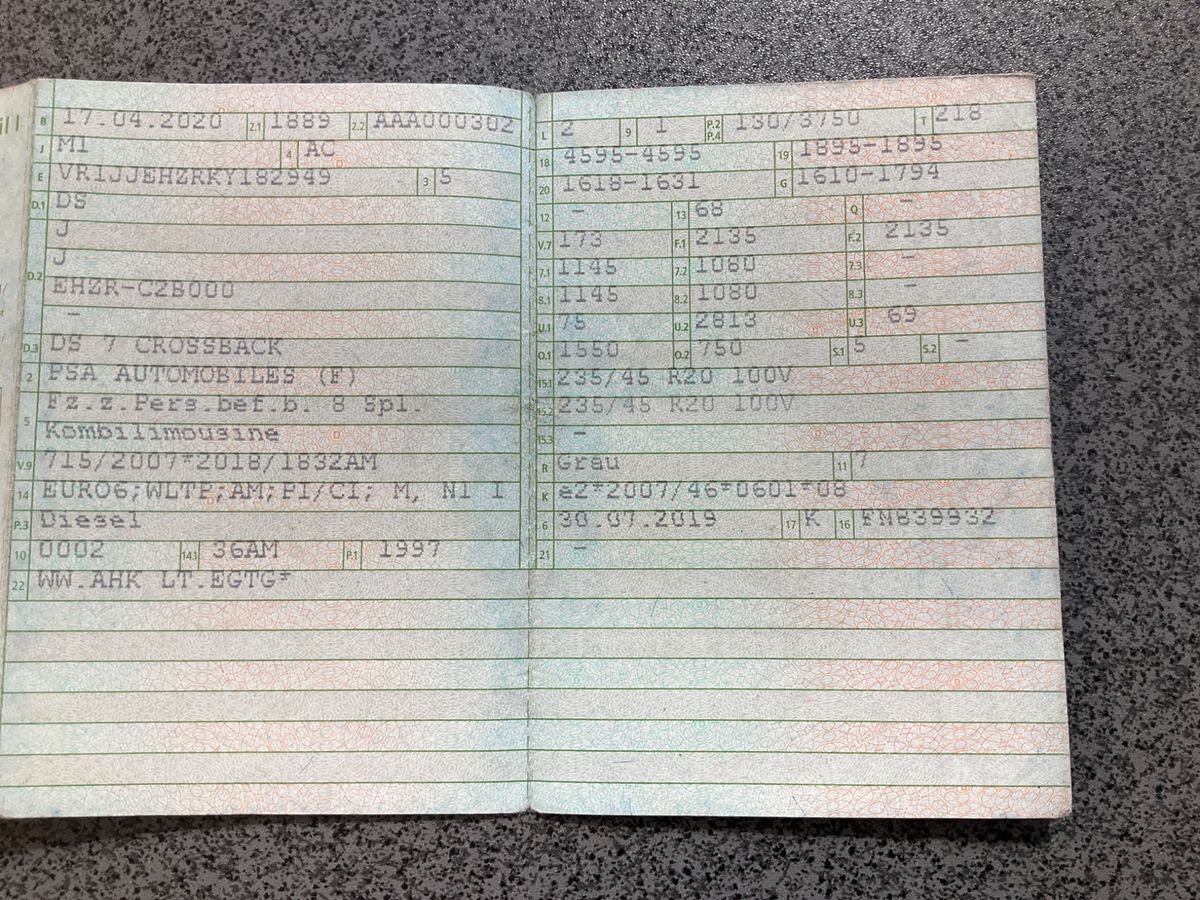 B 17.04.2020 2.1 1889 2.2 AAA000302
J M1 4 AC
E VR1JJEHZRKY182949 3 5
D.1 DS
J
D.2 J
EHZR-C2B000
-
D.3 DS 7 CROSSBACK
2 PSA AUTOMOBILES (F)
5 Fz.z.Pers.bef.b. 8 Spl.
Kombilimousine
V.9 715/2007*2018/1832AM
14 EURO6;WLTP;AM;PI/CI; M, N1 I
P.3 Diesel
10 0002 14.1 36AM P.1 1997
22 WW.AHK LT.EGTG*
L 2 9 1 P.2 P.4 130/3750 T 218
18 4595-4595 19 1895-1895
20 1618-1631 G 1610-1794
12 - 13 68 Q -
V.7 173 F.1 2135 F.2 2135
7.1 1145 7.2 1080 7.3 -
8.1 1145 8.2 1080 8.3 -
U.1 75 U.2 2813 U.3 69
O.1 1550 O.2 750 S.1 5 S.2 -
15.1 235/45 R20 100V
15.2 235/45 R20 100V
15.3 -
R Grau 11 7
K e2*2007/46*0601*08
6 30.07.2019 17 K 16 FN839932
21 -